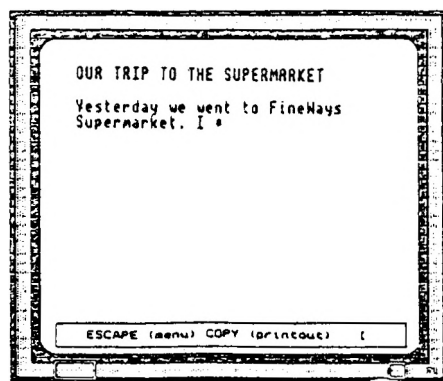 OUR TRIP TO THE SUPERMARKET
Yesterday we went to FineWays
Supermarket. I *
ESCAPE (menu) COPY (printout) [